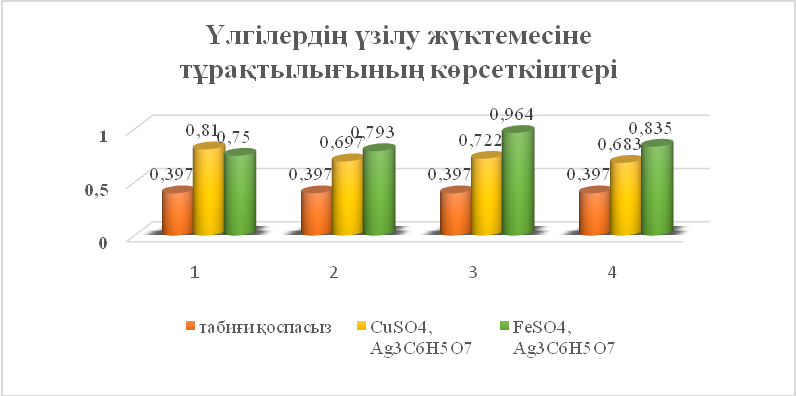 Үлгілердің үзілу жүктемесіне
тұрақтылығының көрсеткіштері
1
0,5
0
0,397
0,81
0,75
0,397
0,697
0,793
0,397
0,722
0,964
0,397
0,683
0,835
1
2
3
4
табиғи қоспасыз
CuSO4,
Ag3C6H5O7
FeSO4,
Ag3C6H5O7